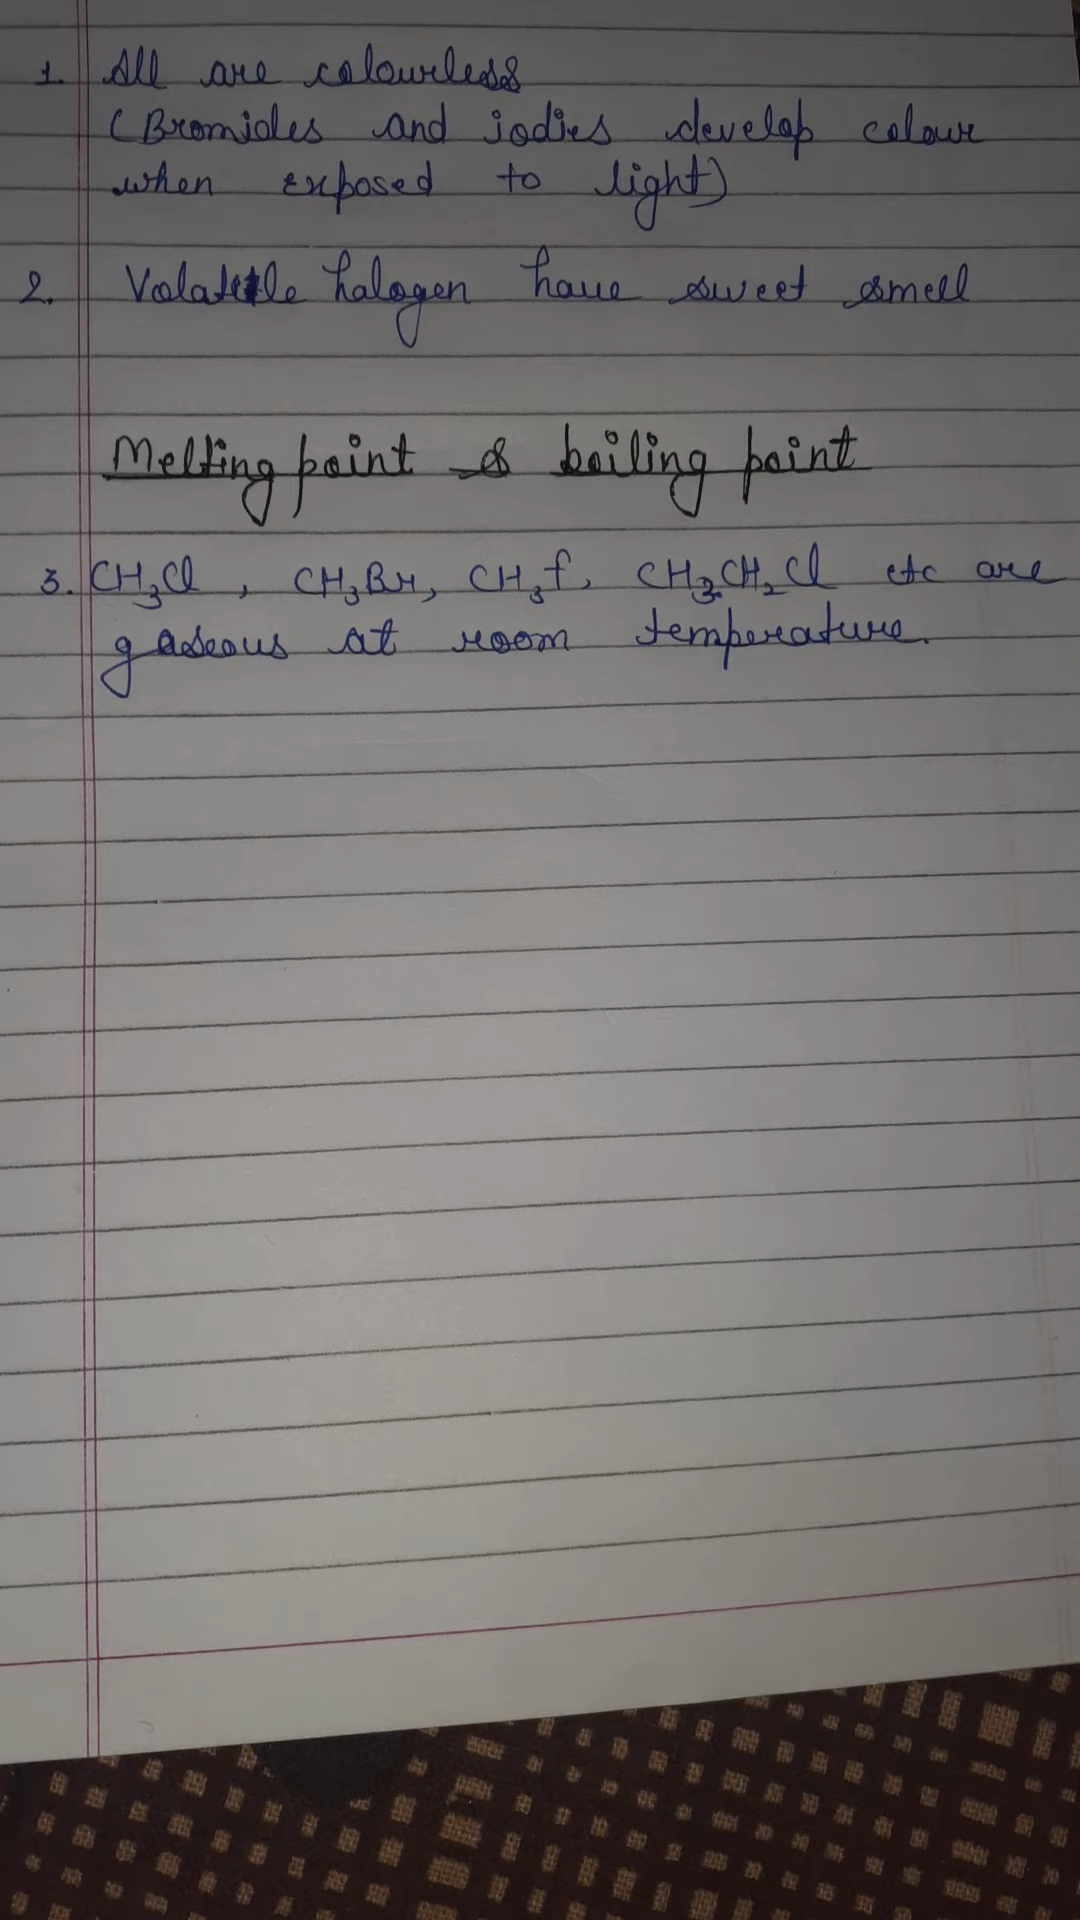 1. All are colourless
(Bromides and iodies develop colour
when exposed to light)
2. Volatile halogen have sweet smell
Melting point & boiling point
3. CH₃Cl, CH₃Br, CH₃f, CH₃CH₂Cl etc are
gaseous at room temperature.